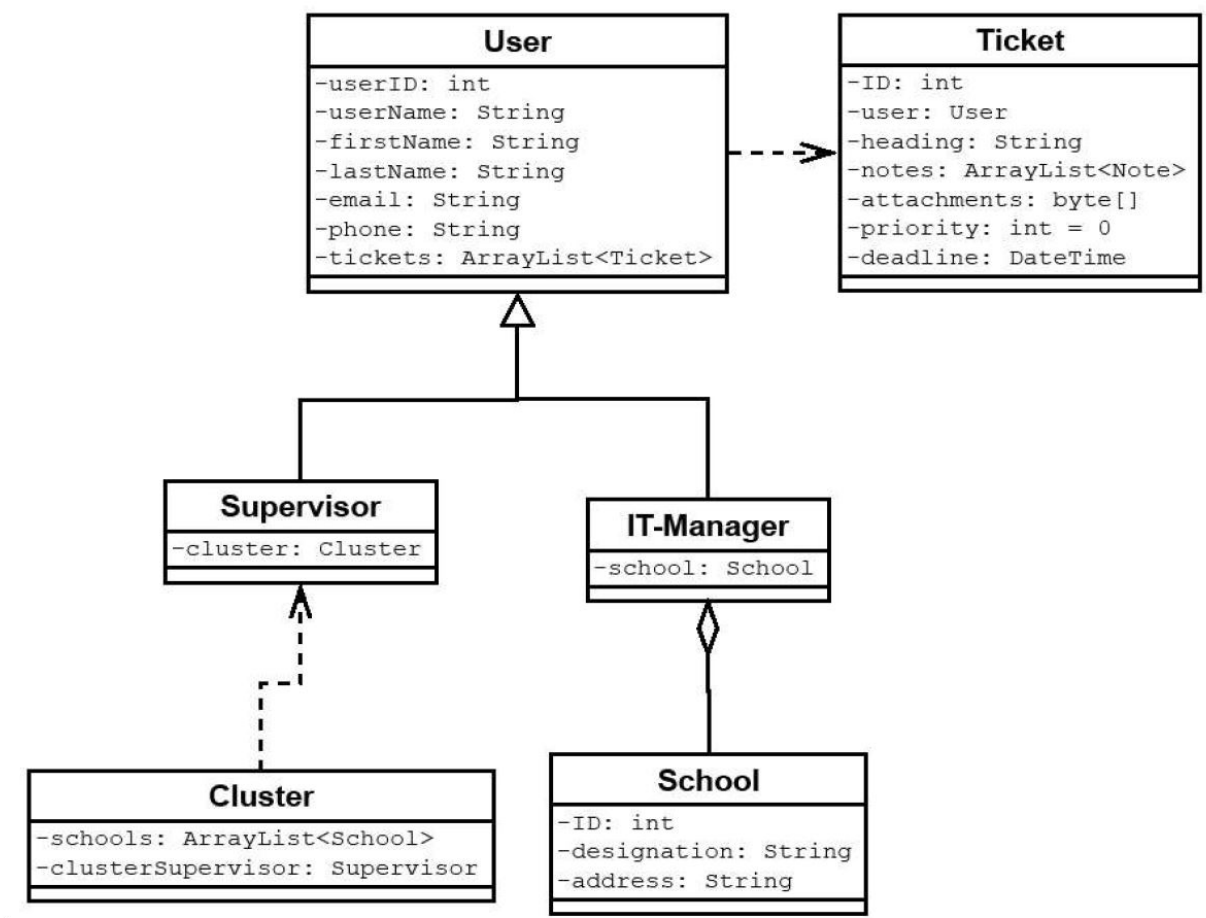 User
-userID: int
-userName: String
-firstName: String
-lastName: String
-email: String
-phone: String
-tickets: ArrayList<Ticket>
Ticket
-ID: int
-user: User
-heading: String
-notes: ArrayList<Note>
-attachments: byte[]
-priority: int = 0
-deadline: DateTime
Supervisor
-cluster: Cluster
IT-Manager
-school: School
Cluster
-schools: ArrayList<School>
-clusterSupervisor: Supervisor
School
-ID: int
-designation: String
-address: String